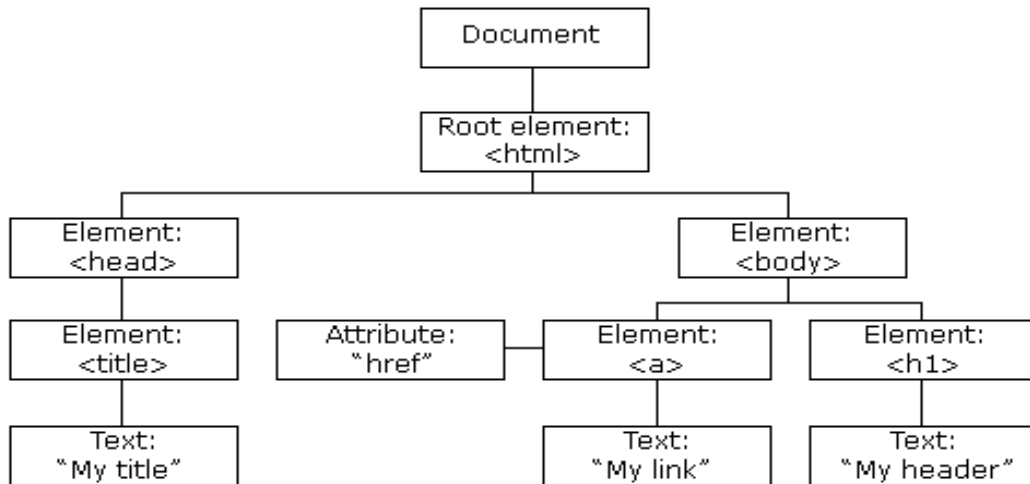 Document
Root element:
<html>
Element:
<head>
Element:
<body>
Element:
<title>
Attribute:
“href”
Element:
<a>
Element:
<h1>
Text:
“My title”
Text:
“My link”
Text:
“My header”